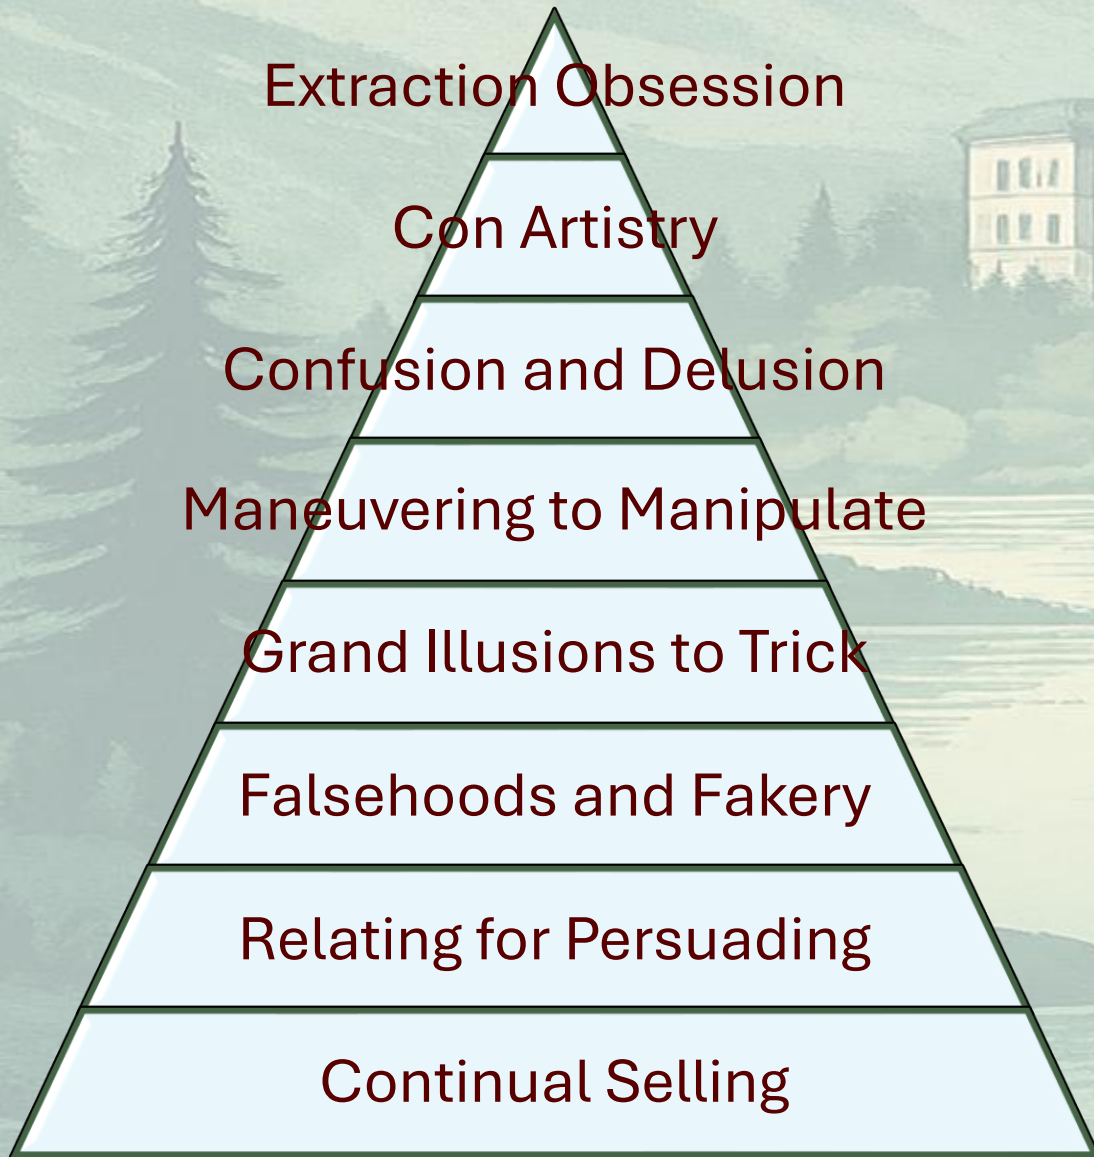 Extraction Obsession
Con Artistry
Confusion and Delusion
Maneuvering to Manipulate
Grand Illusions to Trick
Falsehoods and Fakery
Relating for Persuading
Continual Selling